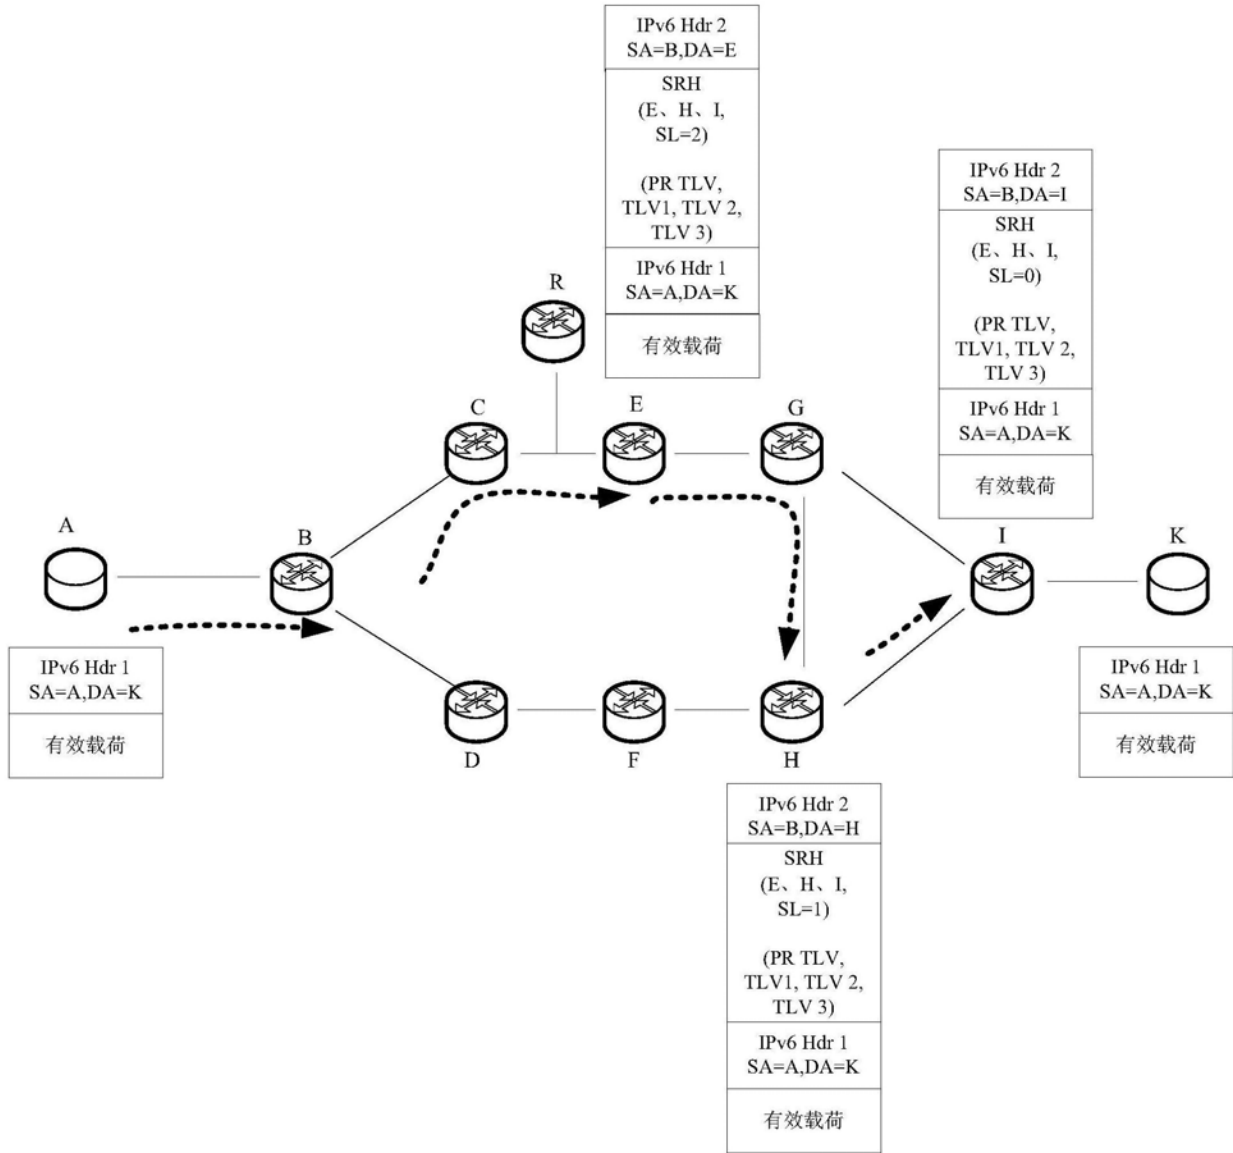 IPv6 Hdr 2
SA=B,DA=E
SRH
(E、H、I,
SL=2)
(PR TLV,
TLV1, TLV 2,
TLV 3)
IPv6 Hdr 1
SA=A,DA=K
有效载荷
IPv6 Hdr 2
SA=B,DA=I
SRH
(E、H、I,
SL=0)
(PR TLV,
TLV1, TLV 2,
TLV 3)
IPv6 Hdr 1
SA=A,DA=K
有效载荷
R
C
E
G
A
B
I
K
IPv6 Hdr 1
SA=A,DA=K
有效载荷
IPv6 Hdr 1
SA=A,DA=K
有效载荷
D
F
H
IPv6 Hdr 2
SA=B,DA=H
SRH
(E、H、I,
SL=1)
(PR TLV,
TLV1, TLV 2,
TLV 3)
IPv6 Hdr 1
SA=A,DA=K
有效载荷